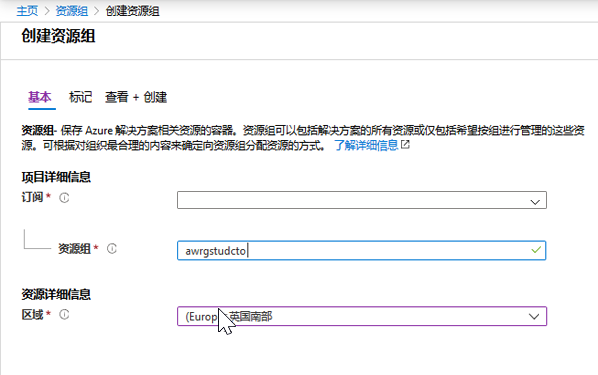 主页 > 资源组 > 创建资源组
创建资源组
基本 标记 查看 + 创建
资源组- 保存 Azure 解决方案相关资源的容器。资源组可以包括解决方案的所有资源或仅包括希望按组进行管理的这些资
源。可根据对组织最合理的内容来确定向资源组分配资源的方式。 了解详细信息
项目详细信息
订阅 *
资源组 * awrgstudcto
资源详细信息
区域 * (Europ 英国南部